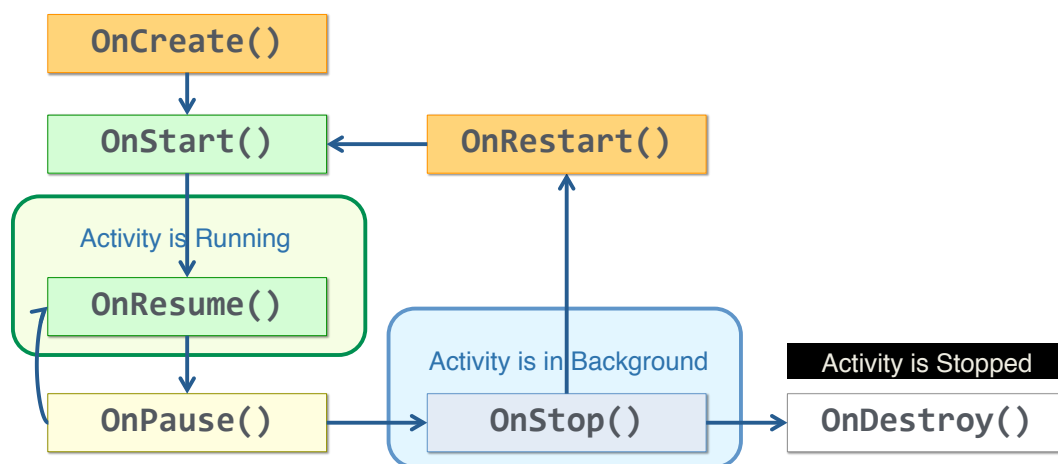 OnCreate()
OnStart()
OnRestart()
Activity is Running
OnResume()
Activity is in Background
Activity is Stopped
OnPause()
OnStop()
OnDestroy()